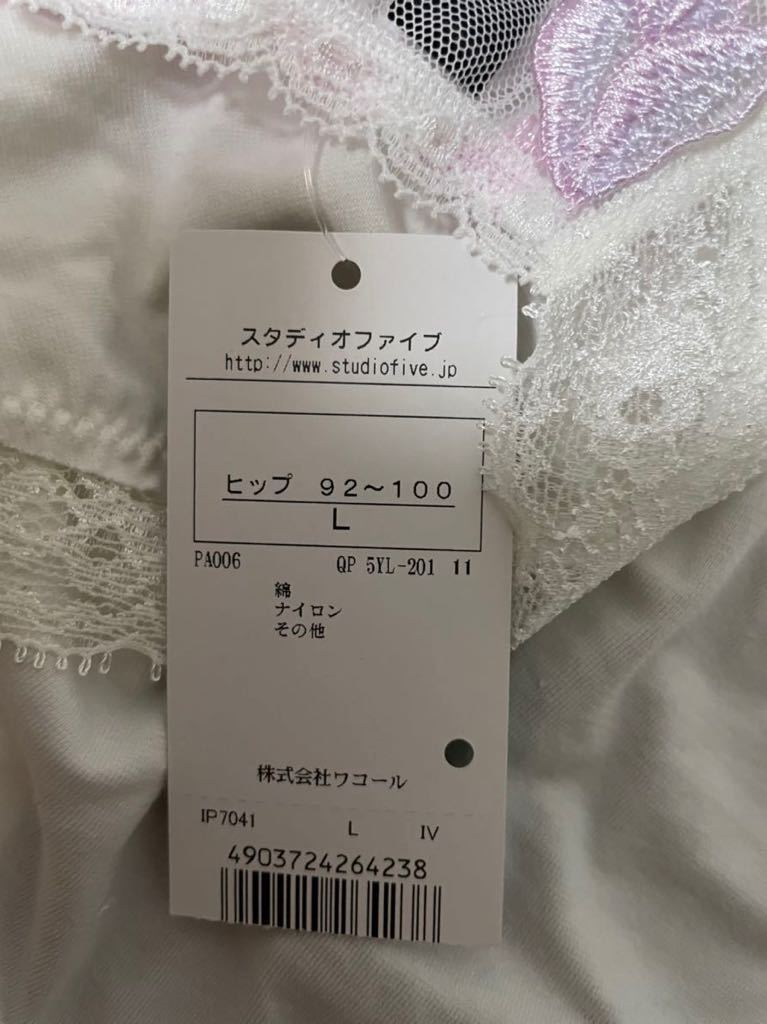 スタディオファイブ
http://www.studiofive.jp
ヒップ 92～100
L
PA006 QP 5YL-201 11
綿
ナイロン
その他
株式会社ワコール
IP7041 L IV
4903724264238